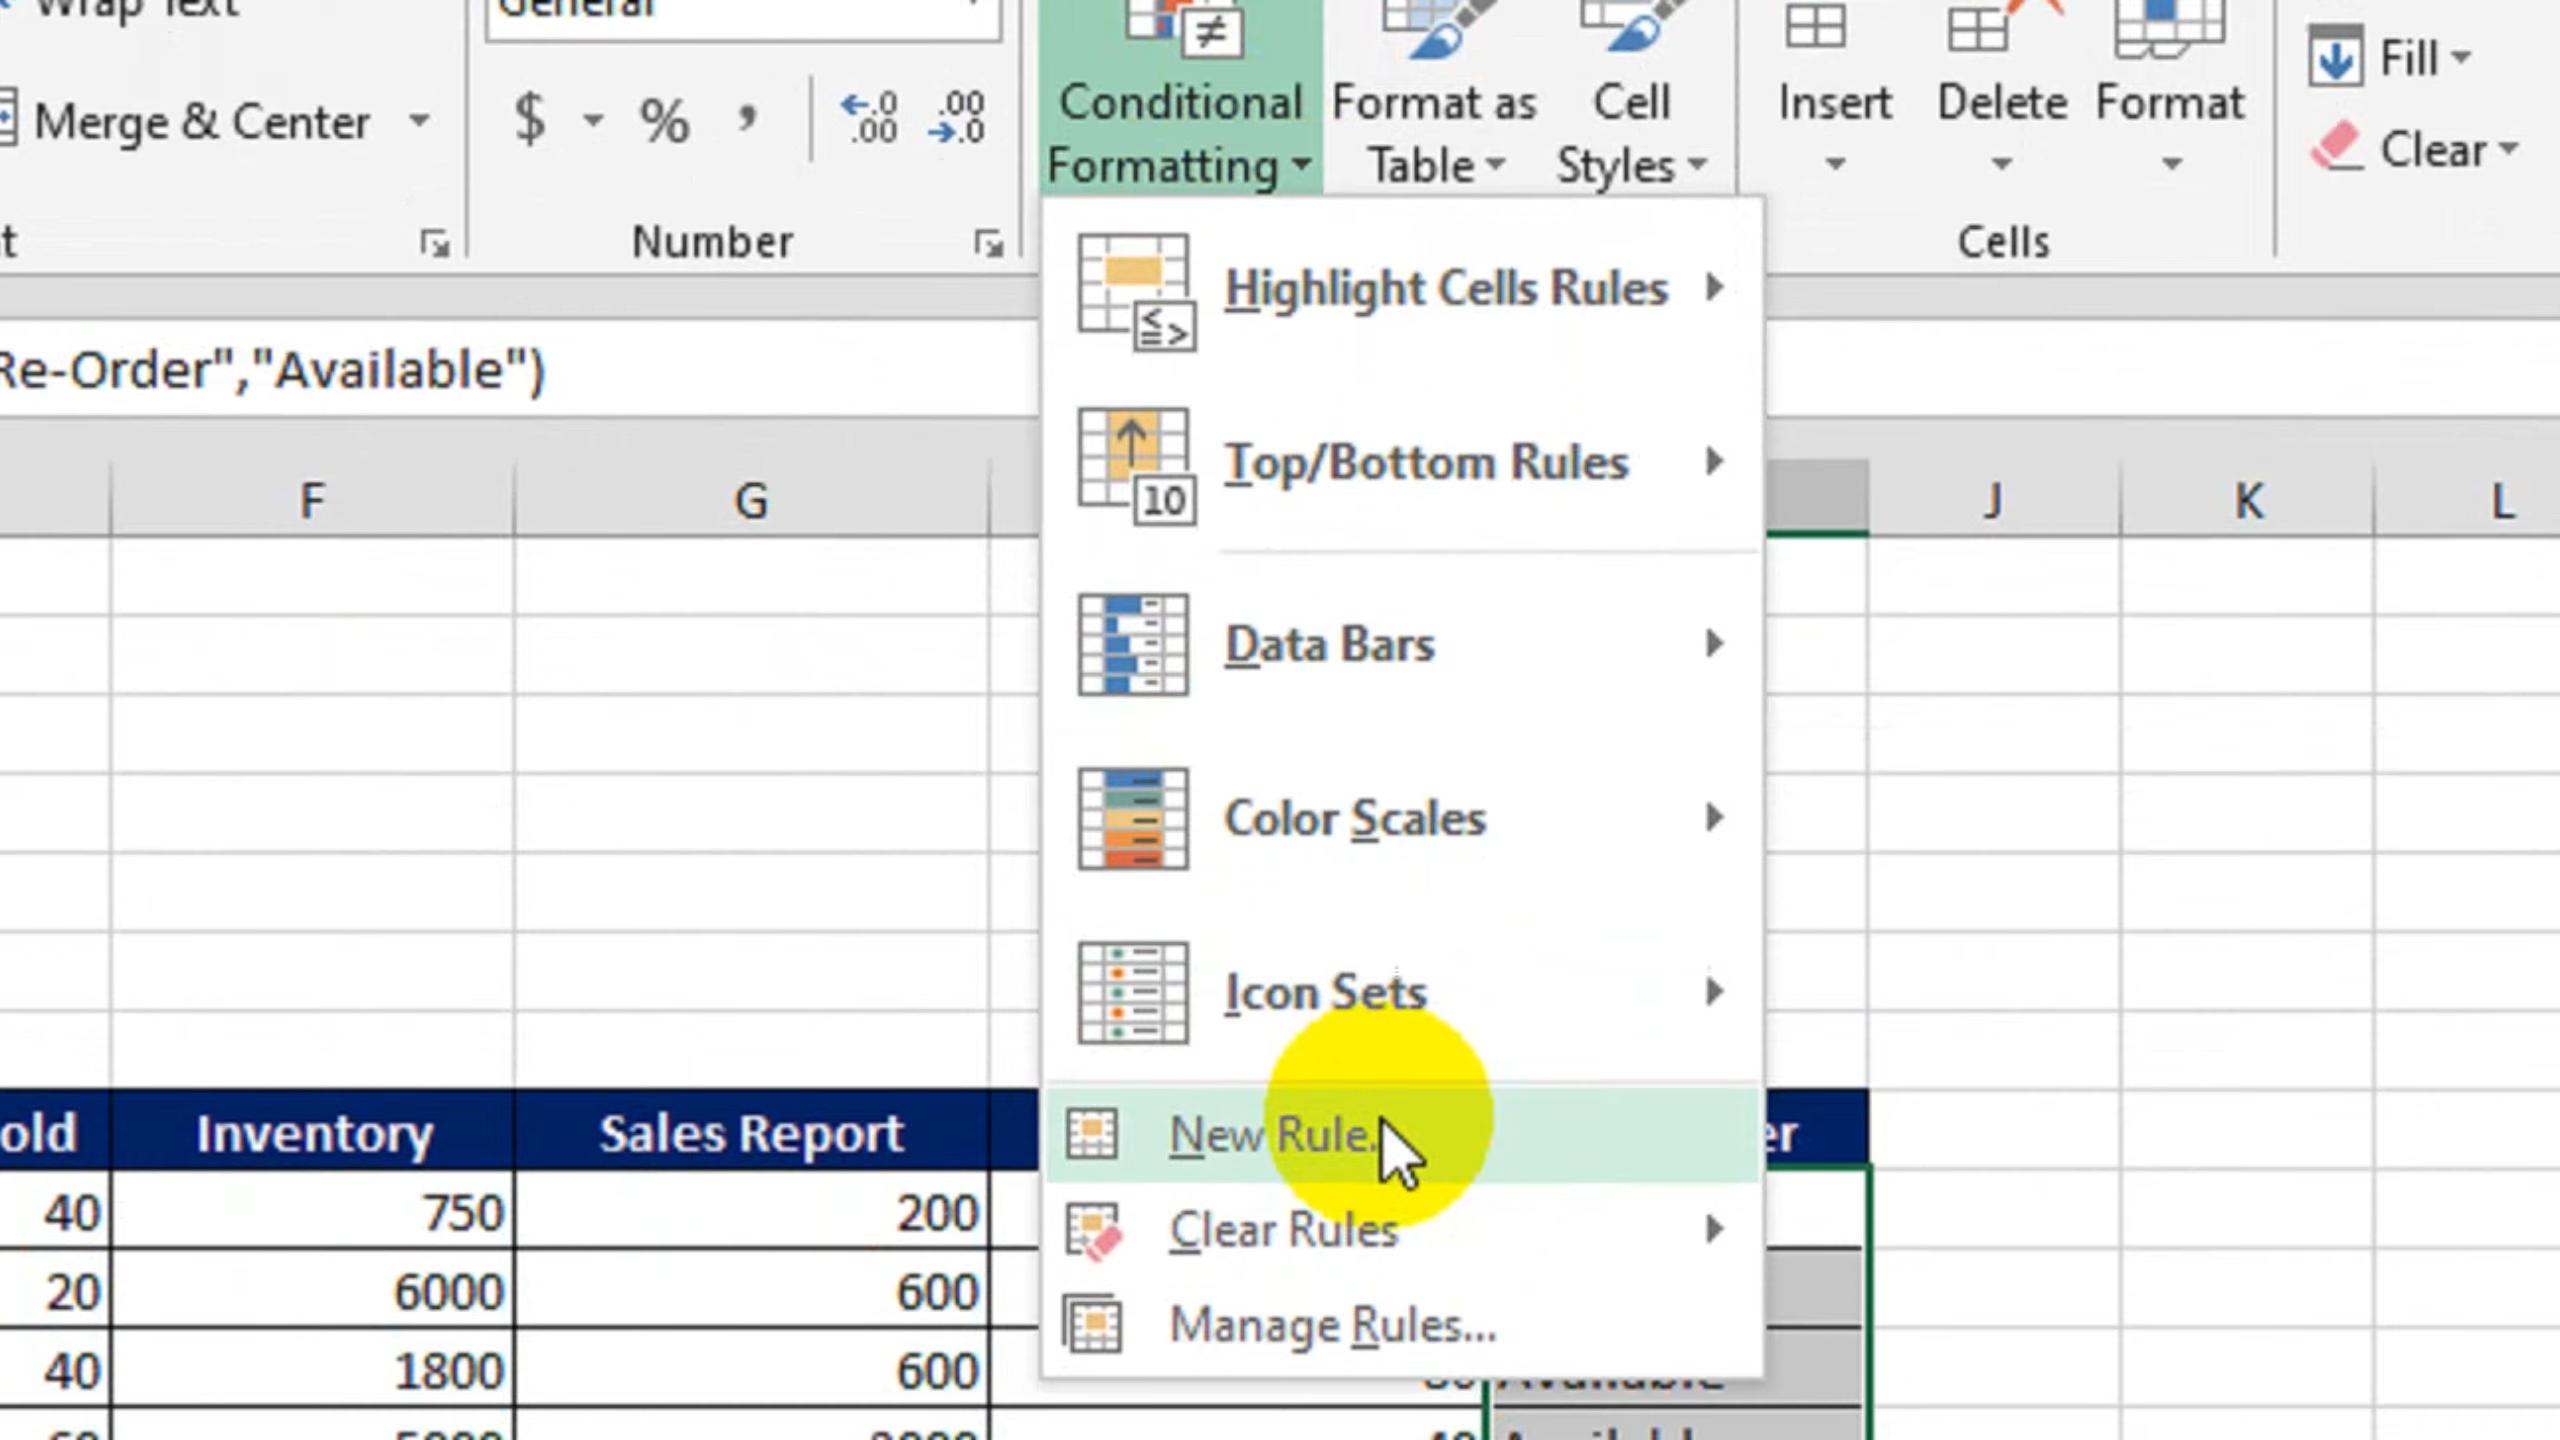 Wrap Text
General
Merge & Center
$ % ,
←.0 .00
.00 →.0
Conditional Formatting
Format as Table
Cell Styles
Insert
Delete
Format
Fill
Clear
Number
Cells
Re-Order","Available")
Highlight Cells Rules
Top/Bottom Rules
10
Data Bars
Color Scales
Icon Sets
New Rule..
Clear Rules
Manage Rules...
F G J K L
old Inventory Sales Report er
40 750 200
20 6000 600
40 1800 600 Available